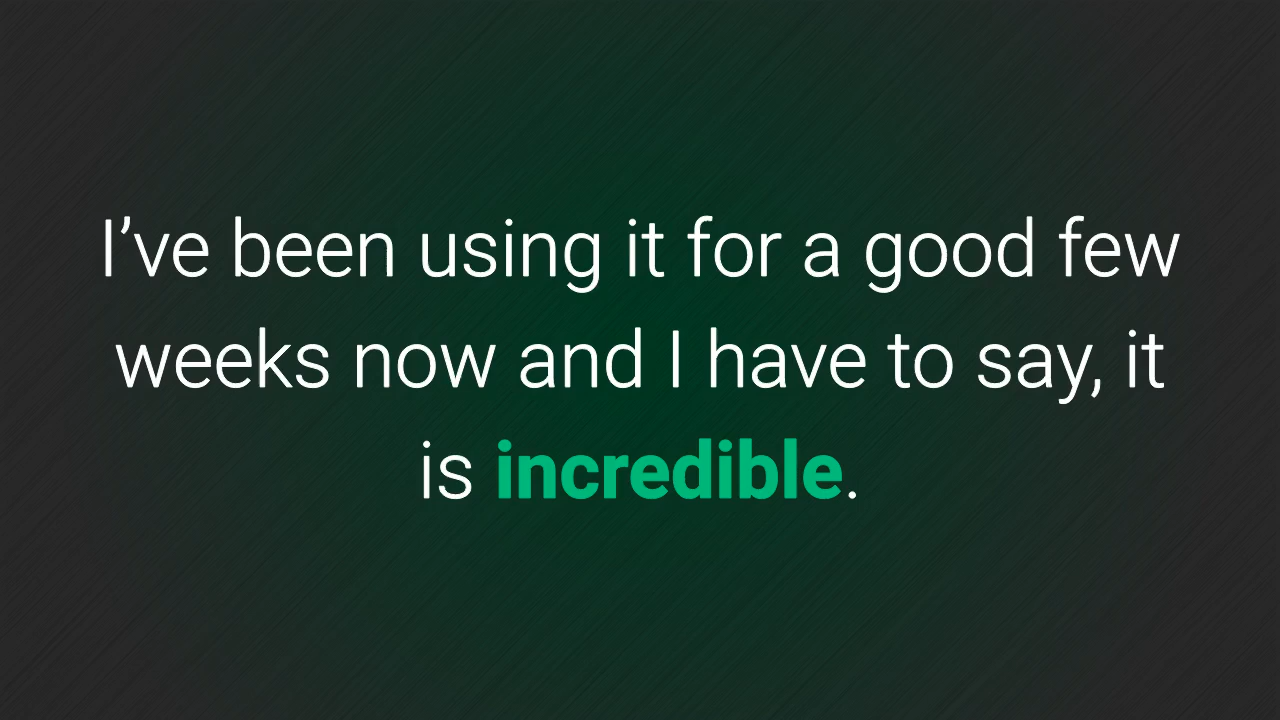 I’ve been using it for a good few
weeks now and I have to say, it
is incredible.